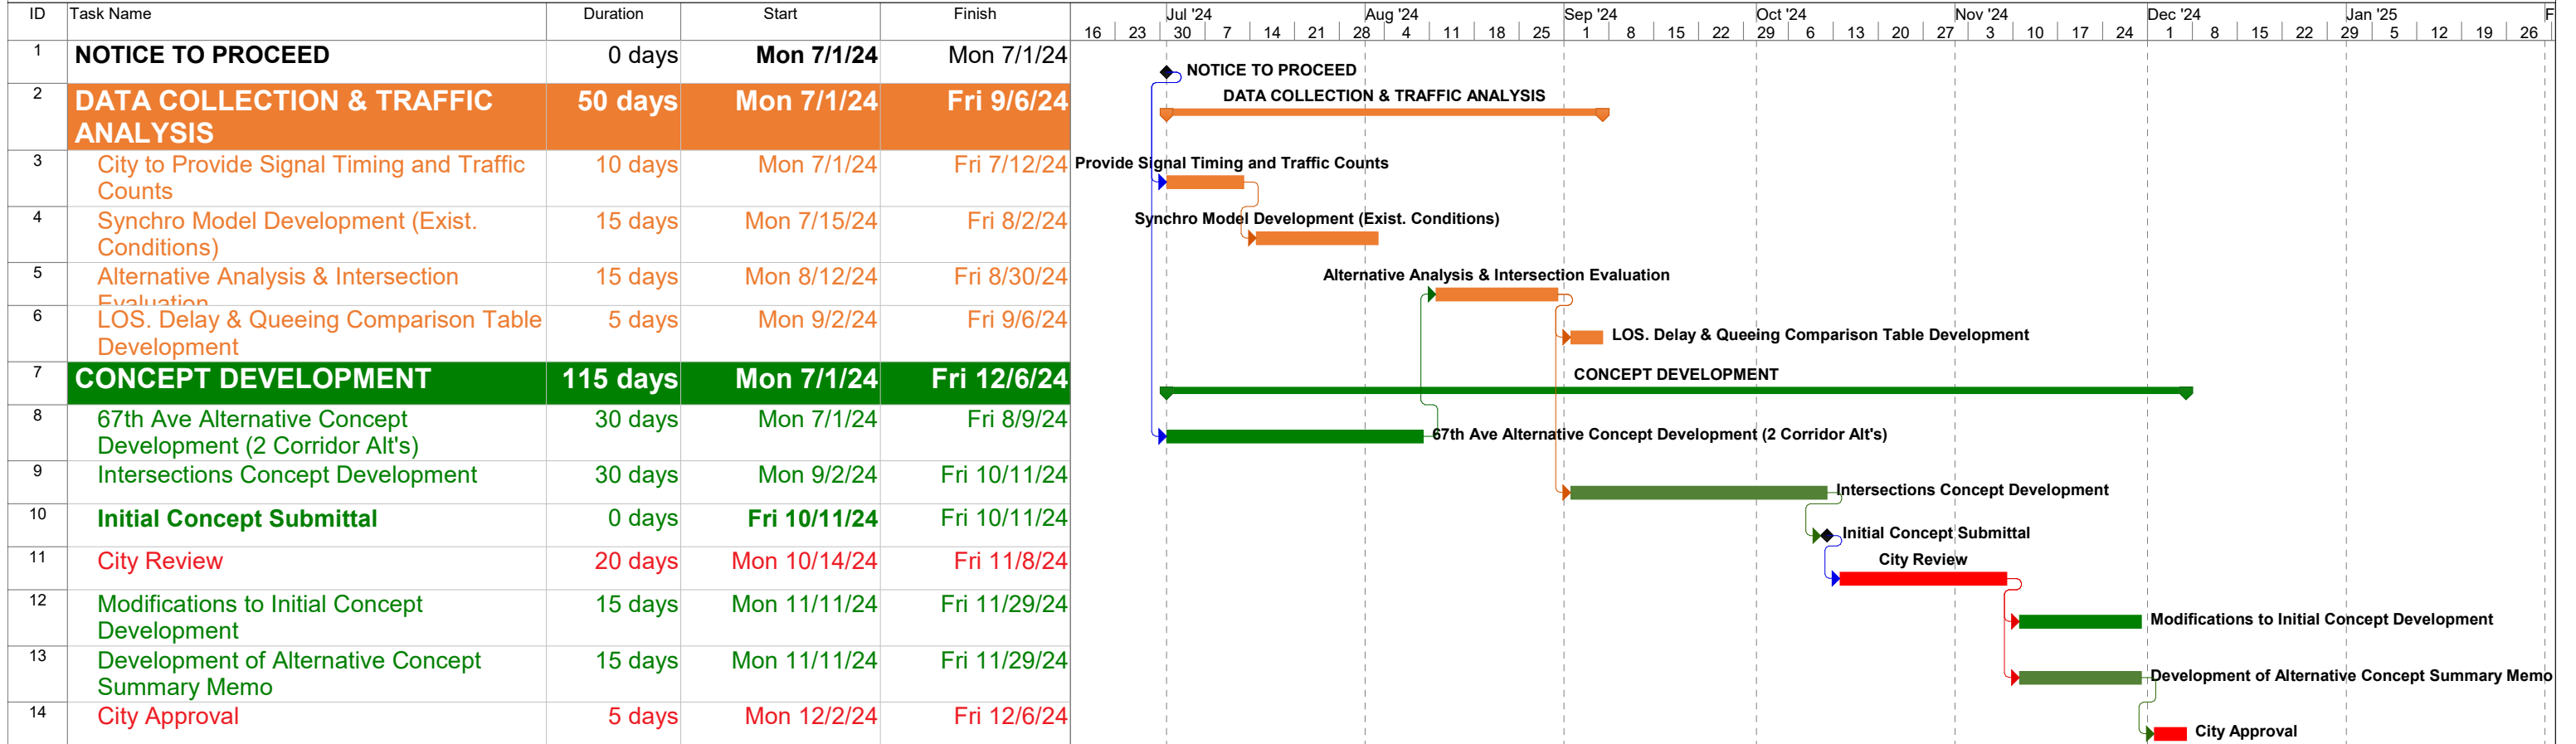 ID Task Name Duration Start Finish Jul '24 Aug '24 Sep '24 Oct '24 Nov '24 Dec '24 Jan '25 F
16 23 30 7 14 21 28 4 11 18 25 1 8 15 22 29 6 13 20 27 3 10 17 24 1 8 15 22 29 5 12 19 26
1 NOTICE TO PROCEED 0 days Mon 7/1/24 Mon 7/1/24
NOTICE TO PROCEED
2 DATA COLLECTION & TRAFFIC 50 days Mon 7/1/24 Fri 9/6/24
ANALYSIS
DATA COLLECTION & TRAFFIC ANALYSIS
3 City to Provide Signal Timing and Traffic 10 days Mon 7/1/24 Fri 7/12/24
Counts
Provide Signal Timing and Traffic Counts
4 Synchro Model Development (Exist. 15 days Mon 7/15/24 Fri 8/2/24
Conditions)
Synchro Model Development (Exist. Conditions)
5 Alternative Analysis & Intersection 15 days Mon 8/12/24 Fri 8/30/24
Evaluation
Alternative Analysis & Intersection Evaluation
6 LOS. Delay & Queeing Comparison Table 5 days Mon 9/2/24 Fri 9/6/24
Development
LOS. Delay & Queeing Comparison Table Development
7 CONCEPT DEVELOPMENT 115 days Mon 7/1/24 Fri 12/6/24
CONCEPT DEVELOPMENT
8 67th Ave Alternative Concept 30 days Mon 7/1/24 Fri 8/9/24
Development (2 Corridor Alt's)
67th Ave Alternative Concept Development (2 Corridor Alt's)
9 Intersections Concept Development 30 days Mon 9/2/24 Fri 10/11/24
Intersections Concept Development
10 Initial Concept Submittal 0 days Fri 10/11/24 Fri 10/11/24
Initial Concept Submittal
11 City Review 20 days Mon 10/14/24 Fri 11/8/24
City Review
12 Modifications to Initial Concept 15 days Mon 11/11/24 Fri 11/29/24
Development
Modifications to Initial Concept Development
13 Development of Alternative Concept 15 days Mon 11/11/24 Fri 11/29/24
Summary Memo
Development of Alternative Concept Summary Memo
14 City Approval 5 days Mon 12/2/24 Fri 12/6/24
City Approval